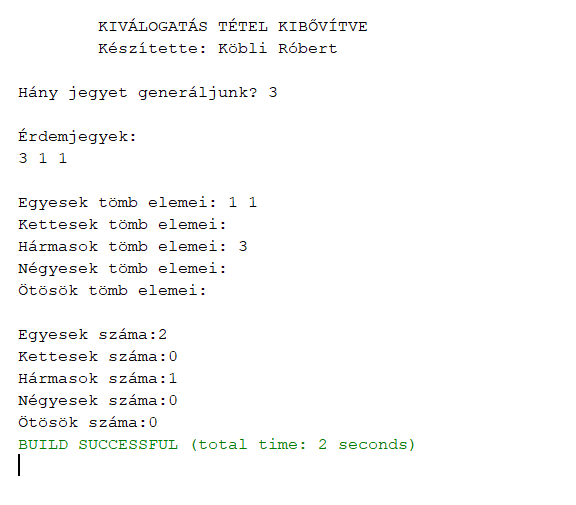 KIVÁLOGATÁS TÉTEL KIBŐVÍTVE
Készítette: Köbli Róbert
Hány jegyet generáljunk? 3
Érdemjegyek:
3 1 1
Egyesek tömb elemei: 1 1
Kettesek tömb elemei:
Hármasok tömb elemei: 3
Négyesek tömb elemei:
Ötösök tömb elemei:
Egyesek száma:2
Kettesek száma:0
Hármasok száma:1
Négyesek száma:0
Ötösök száma:0
BUILD SUCCESSFUL (total time: 2 seconds)